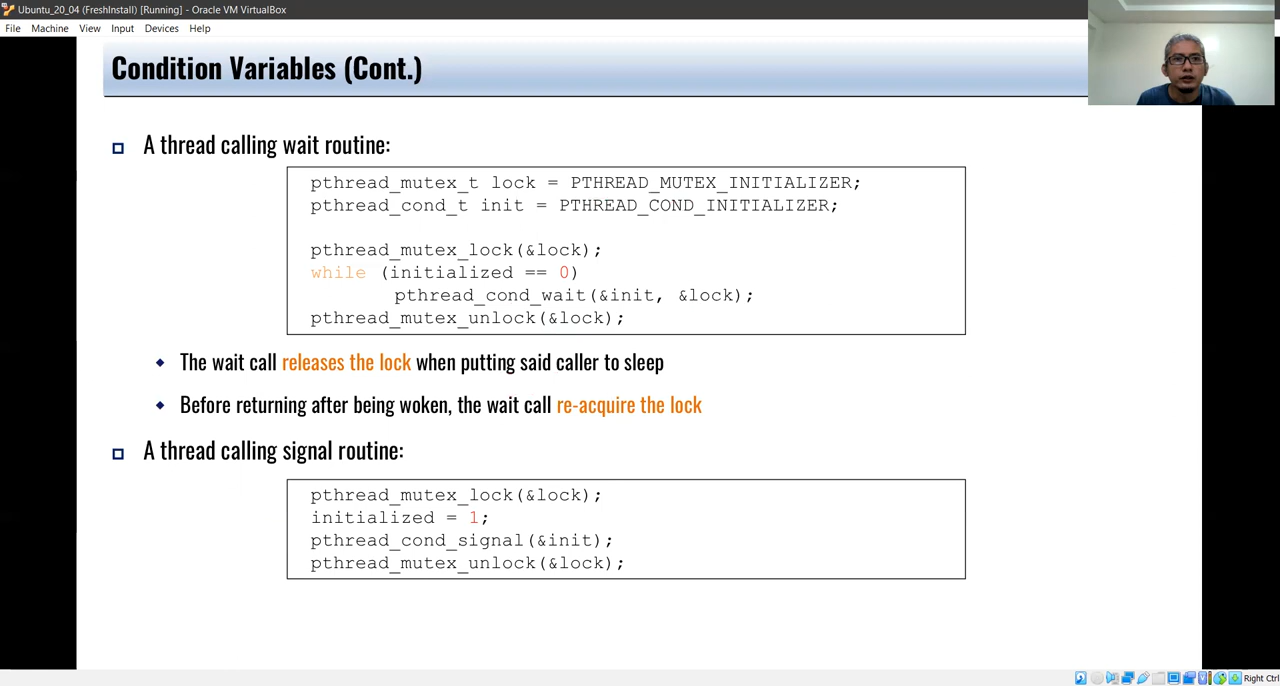 Ubuntu_20_04 (FreshInstall) [Running] - Oracle VM VirtualBox
File Machine View Input Devices Help
Condition Variables (Cont.)
A thread calling wait routine:
pthread_mutex_t lock = PTHREAD_MUTEX_INITIALIZER;
pthread_cond_t init = PTHREAD_COND_INITIALIZER;
pthread_mutex_lock(&lock);
while (initialized == 0)
pthread_cond_wait(&init, &lock);
pthread_mutex_unlock(&lock);
The wait call releases the lock when putting said caller to sleep
Before returning after being woken, the wait call re-acquire the lock
A thread calling signal routine:
pthread_mutex_lock(&lock);
initialized = 1;
pthread_cond_signal(&init);
pthread_mutex_unlock(&lock);
Right Ctrl